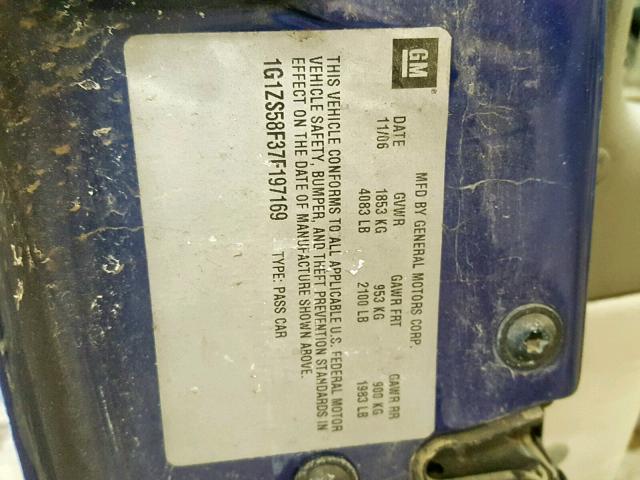 GM
MFD BY GENERAL MOTORS CORP.
DATE GVWR GAWR FRT GAWR RR
11/06 1853 KG 953 KG 900 KG
4083 LB 2100 LB 1983 LB
THIS VEHICLE CONFORMS TO ALL APPLICABLE U.S. FEDERAL MOTOR
VEHICLE SAFETY, BUMPER, AND THEFT PREVENTION STANDARDS IN
EFFECT ON THE DATE OF MANUFACTURE SHOWN ABOVE.
1G1ZS58F37F197169 TYPE: PASS CAR